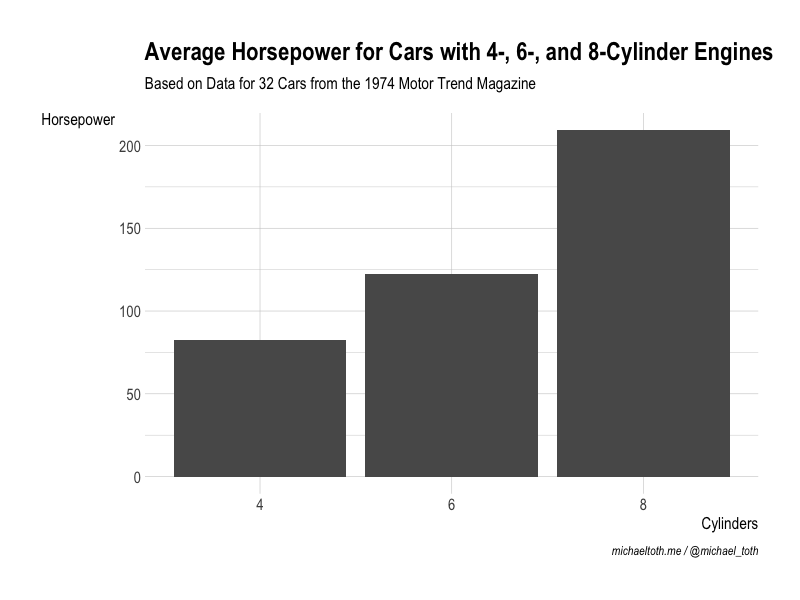 Average Horsepower for Cars with 4-, 6-, and 8-Cylinder Engines
Based on Data for 32 Cars from the 1974 Motor Trend Magazine
Horsepower
200
150
100
50
0
4 6 8
Cylinders
michaeltoth.me / @michael_toth